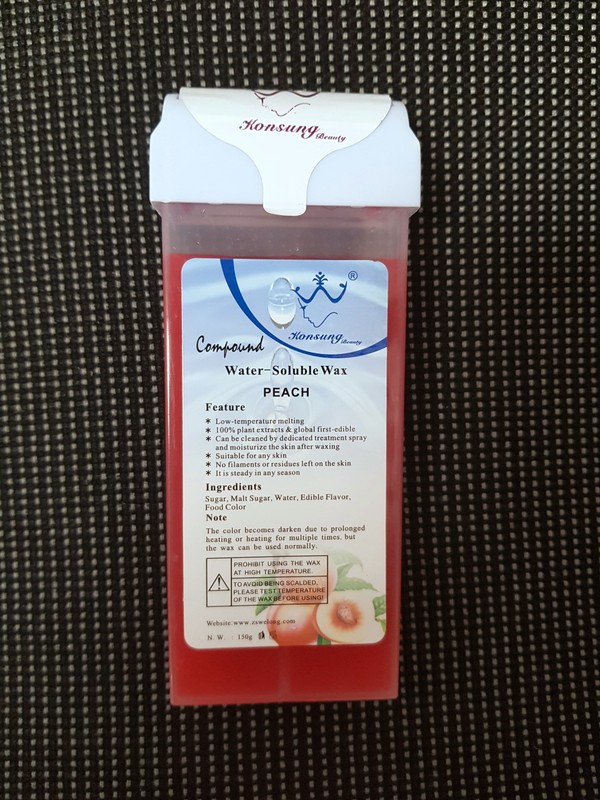 Konsung Beauty
®
Konsung Beauty
Compound
Water-Soluble Wax
PEACH
Feature
* Low-temperature melting
* 100% plant extracts & global first-edible
* Can be cleaned by dedicated treatment spray
and moisturize the skin after waxing
* Suitable for any skin
* No filaments or residues left on the skin
* It is steady in any season
Ingredients
Sugar, Malt Sugar, Water, Edible Flavor,
Food Color
Note
The color becomes darken due to prolonged
heating or heating for multiple times, but
the wax can be used normally.
PROHIBIT USING THE WAX
AT HIGH TEMPERATURE.
TO AVOID BEING SCALDED,
PLEASE TEST TEMPERATURE
OF THE WAX BEFORE USING!
Website:www.zswelong.com
N. W. : 150g